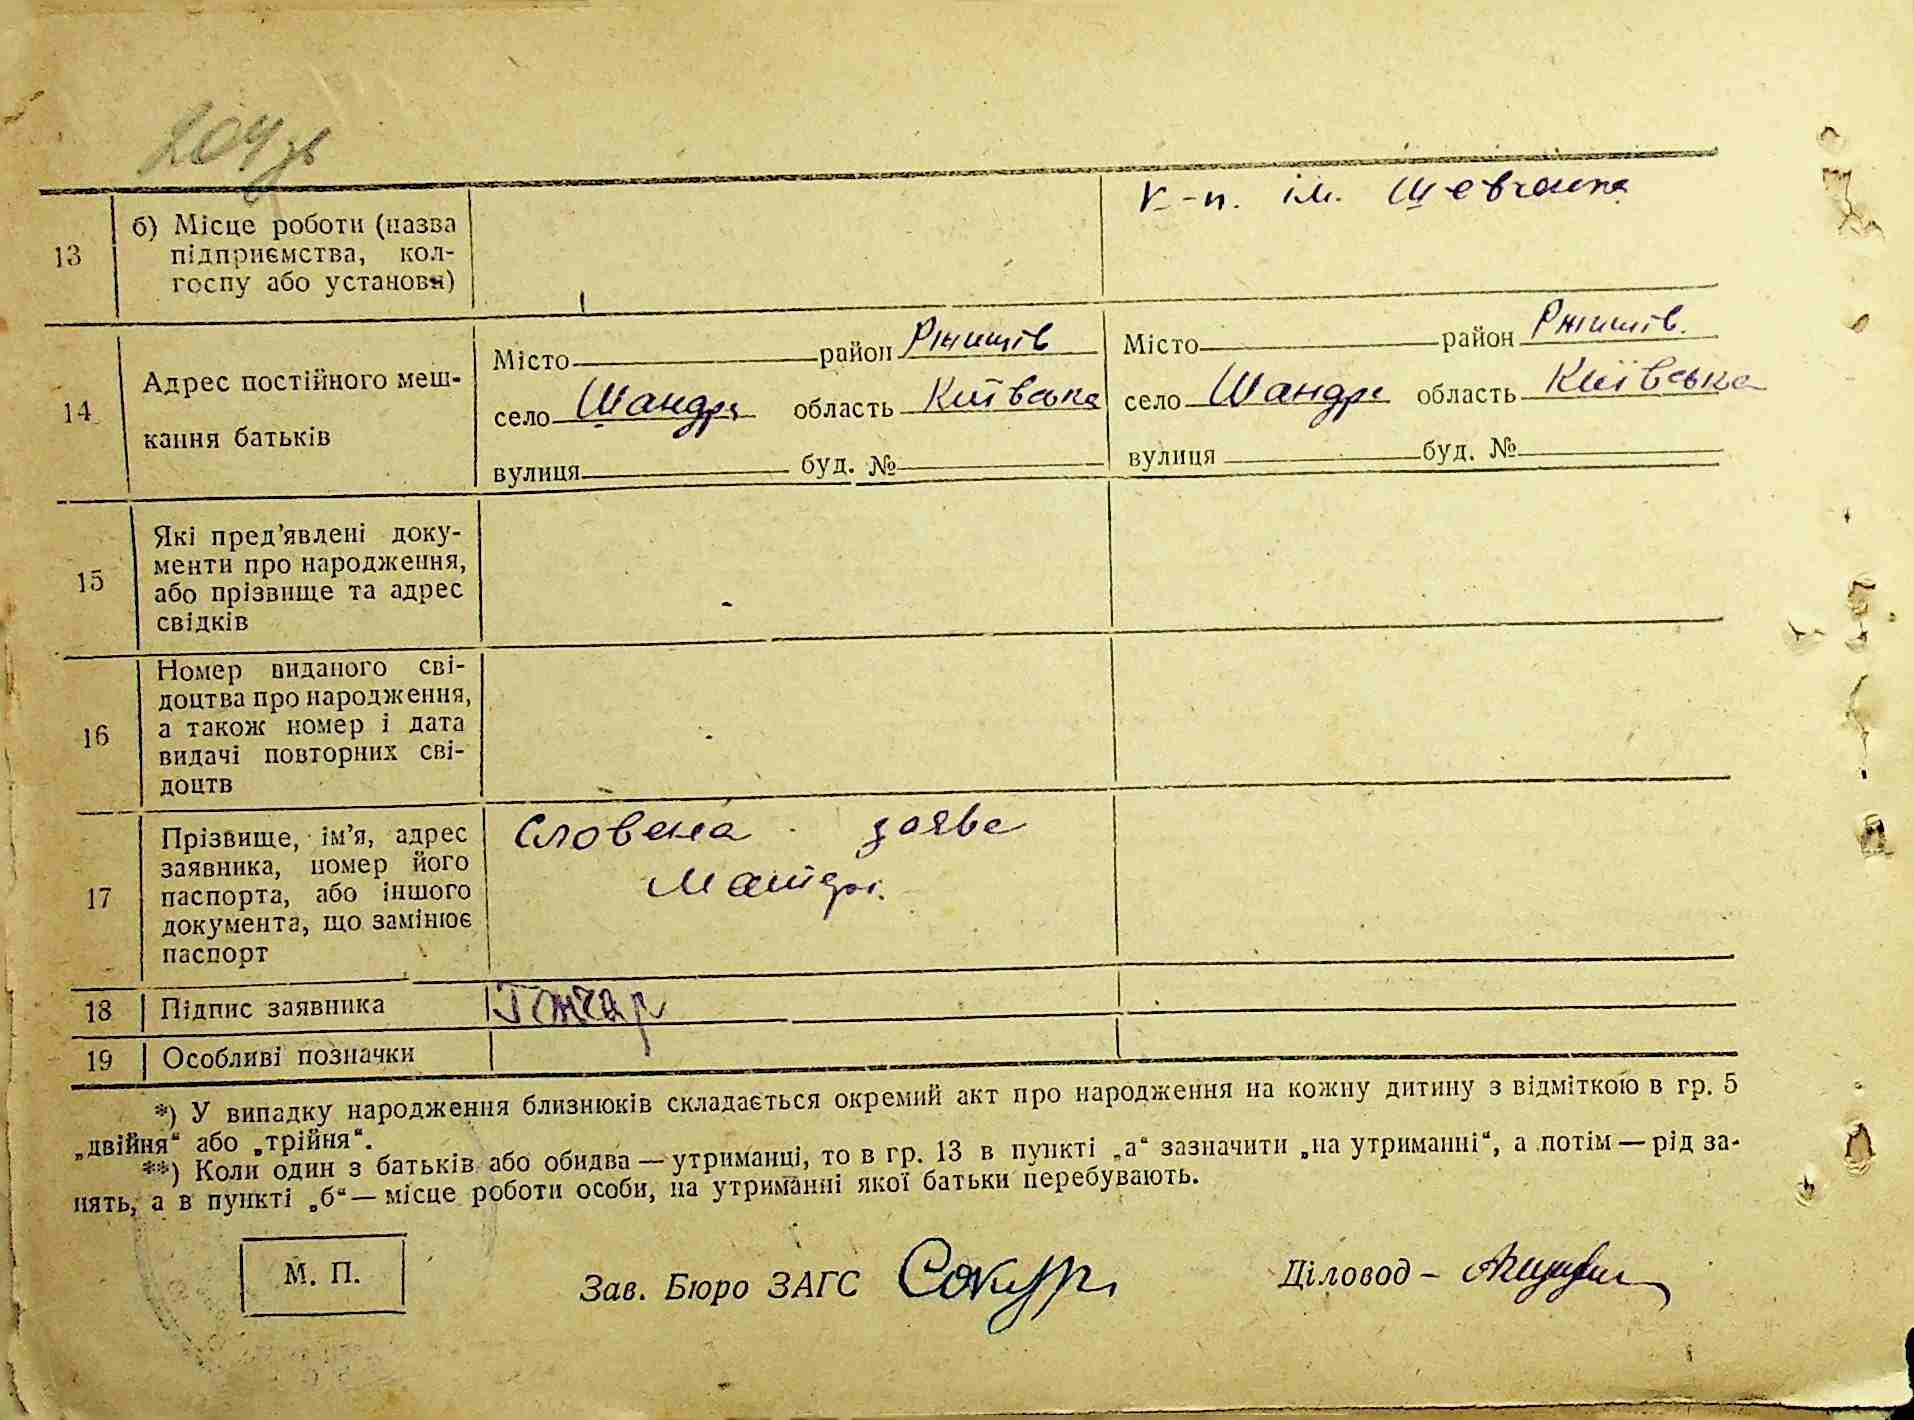 204 зв
к-п. ім. Шевченка
13
б) Місце роботи (назва
підприємства, кол-
госпу або установи)
14
Адрес постійного меш-
кання батьків
Місто район Ржищів
село Шандра область Київська
вулиця буд. №
Місто район Ржищів.
село Шандра область Київська
вулиця буд. №
15
Які пред’явлені доку-
менти про народження,
або прізвище та адрес
свідків
16
Номер виданого сві-
доцтва про народження,
а також номер і дата
видачі повторних сві-
доцтв
17
Прізвище, ім’я, адрес
заявника, номер його
паспорта, або іншого
документа, що замінює
паспорт
Словена заява
Матері.
18 Підпис заявника Гончар
19 Особливі позначки
*) У випадку народження близнюків складається окремий акт про народження на кожну дитину з відміткою в гр. 5
„двійня“ або „трійня“.
**) Коли один з батьків або обидва — утриманці, то в гр. 13 в пункті „а“ зазначити „на утриманні“, а потім — рід за-
нять, а в пункті „б“ — місце роботи особи, на утриманні якої батьки перебувають.
М. П.
Зав. Бюро ЗАГС Сокур
Діловод -